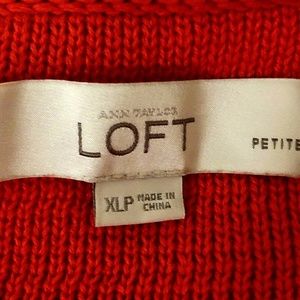 ANN TAYLOR
LOFT
PETITE
XLP MADE IN
CHINA